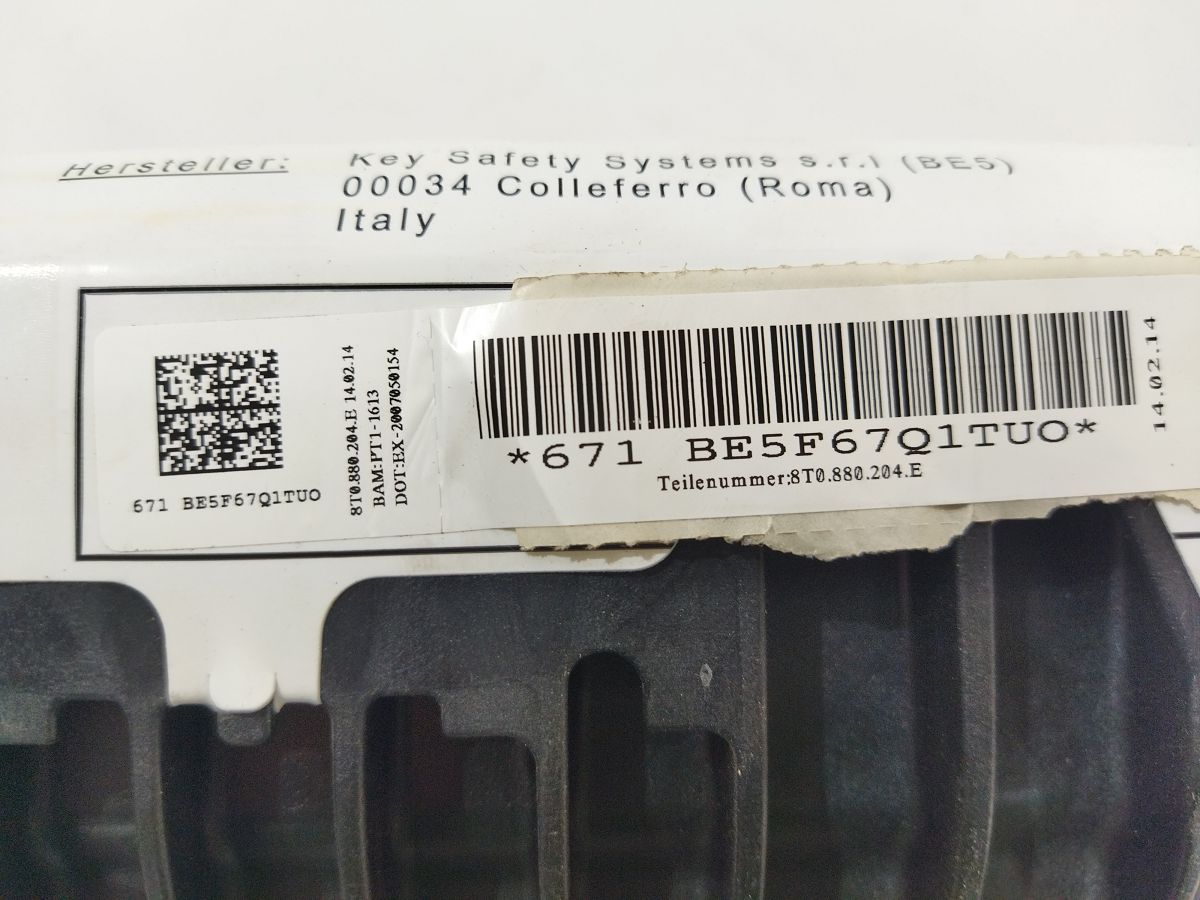 Hersteller: Key Safety Systems s.r.l (BE5)
00034 Colleferro (Roma)
Italy
671 BE5F67Q1TUO
8T0.880.204.E 14.02.14
BAM:PT1-1613
DOT:EX-2007050154
*671 BE5F67Q1TUO*
Teilenummer:8T0.880.204.E
14.02.14